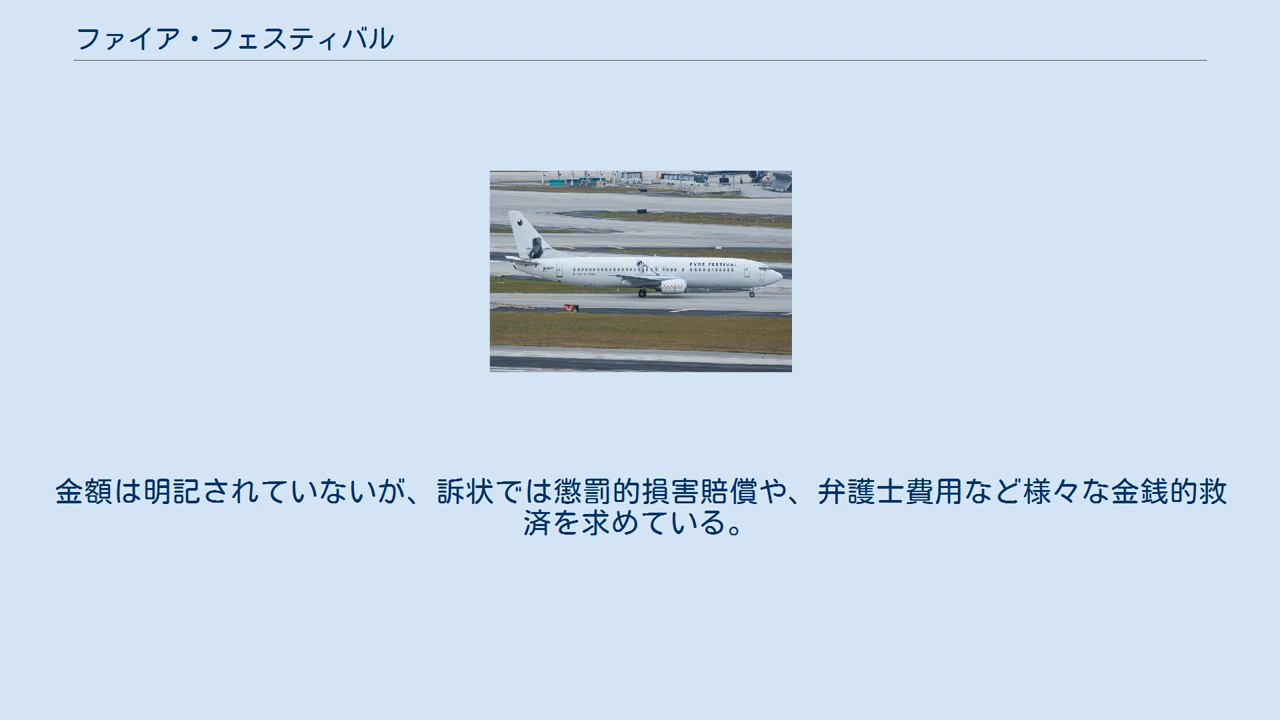 ファイア・フェスティバル
FYRE FESTIVAL
金額は明記されていないが、訴状では懲罰的損害賠償や、弁護士費用など様々な金銭的救
済を求めている。